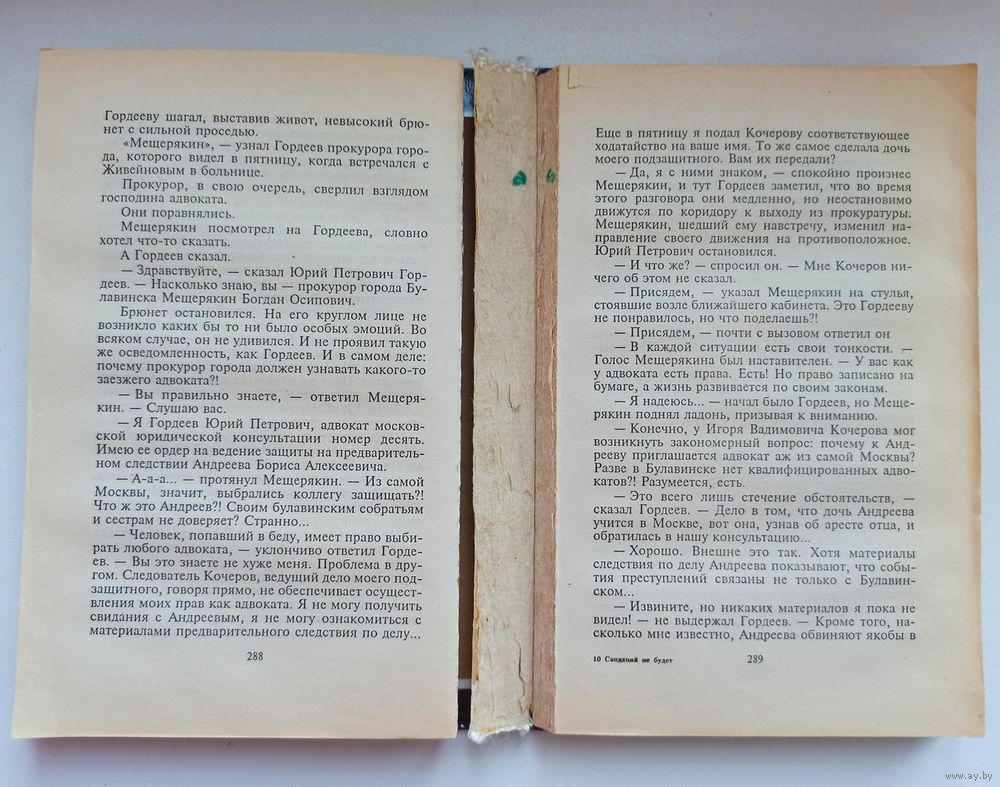 Гордееву шагал, выставив живот, невысокий брю-
нет с сильной проседью.
«Мещерякин», — узнал Гордеев прокурора горо-
да, которого видел в пятницу, когда встречался с
Живейновым в больнице.
Прокурор, в свою очередь, сверлил взглядом
господина адвоката.
Они поравнялись.
Мещерякин посмотрел на Гордеева, словно
хотел что-то сказать.
А Гордеев сказал.
— Здравствуйте, — сказал Юрий Петрович Гор-
деев. — Насколько знаю, вы — прокурор города Бу-
лавинска Мещерякин Богдан Осипович.
Брюнет остановился. На его круглом лице не
возникло каких бы то ни было особых эмоций. Во
всяком случае, он не удивился. И не проявил такую
же осведомленность, как Гордеев. И в самом деле:
почему прокурор города должен узнавать какого-то
заезжего адвоката?!
— Вы правильно знаете, — ответил Мещеря-
кин. — Слушаю вас.
— Я Гордеев Юрий Петрович, адвокат москов-
ской юридической консультации номер десять.
Имею ее ордер на ведение защиты на предваритель-
ном следствии Андреева Бориса Алексеевича.
— А-а-а... — протянул Мещерякин. — Из самой
Москвы, значит, выбрались коллегу защищать?!
Что ж это Андреев?! Своим булавинским собратьям
и сестрам не доверяет? Странно...
— Человек, попавший в беду, имеет право выби-
рать любого адвоката, — уклончиво ответил Горде-
ев. — Вы это знаете не хуже меня. Проблема в дру-
гом. Следователь Кочеров, ведущий дело моего под-
защитного, говоря прямо, не обеспечивает осущест-
вления моих прав как адвоката. Я не могу получить
свидания с Андреевым, я не могу ознакомиться с
материалами предварительного следствия по делу...
288
Еще в пятницу я подал Кочерову соответствующее
ходатайство на ваше имя. То же самое сделала дочь
моего подзащитного. Вам их передали?
— Да, я с ними знаком, — спокойно произнес
Мещерякин, и тут Гордеев заметил, что во время
этого разговора они медленно, но неостановимо
движутся по коридору к выходу из прокуратуры.
Мещерякин, шедший ему навстречу, изменил на-
правление своего движения на противоположное.
Юрий Петрович остановился.
— И что же? — спросил он. — Мне Кочеров ни-
чего об этом не сказал.
— Присядем, — указал Мещерякин на стулья,
стоявшие возле ближайшего кабинета. Это Гордееву
не понравилось, но что поделаешь?!
— Присядем, — почти с вызовом ответил он
— В каждой ситуации есть свои тонкости. —
Голос Мещерякина был наставителен. — У вас как
у адвоката есть права. Есть! Но право записано на
бумаге, а жизнь развивается по своим законам.
— Я надеюсь... — начал было Гордеев, но Меще-
рякин поднял ладонь, призывая к вниманию.
— Конечно, у Игоря Вадимовича Кочерова мог
возникнуть закономерный вопрос: почему к Анд-
рееву приглашается адвокат аж из самой Москвы?
Разве в Булавинске нет квалифицированных адво-
катов?! Разумеется, есть.
— Это всего лишь стечение обстоятельств, —
сказал Гордеев. — Дело в том, что дочь Андреева
учится в Москве, вот она, узнав об аресте отца, и
обратилась в нашу консультацию...
— Хорошо. Внешне это так. Хотя материалы
следствия по делу Андреева показывают, что собы-
тия преступлений связаны не только с Булавин-
ском...
— Извините, но никаких материалов я пока не
видел! — не выдержал Гордеев. — Кроме того, на-
сколько мне известно, Андреева обвиняют якобы в
10 Свиданий не будет
289
www.ay.by